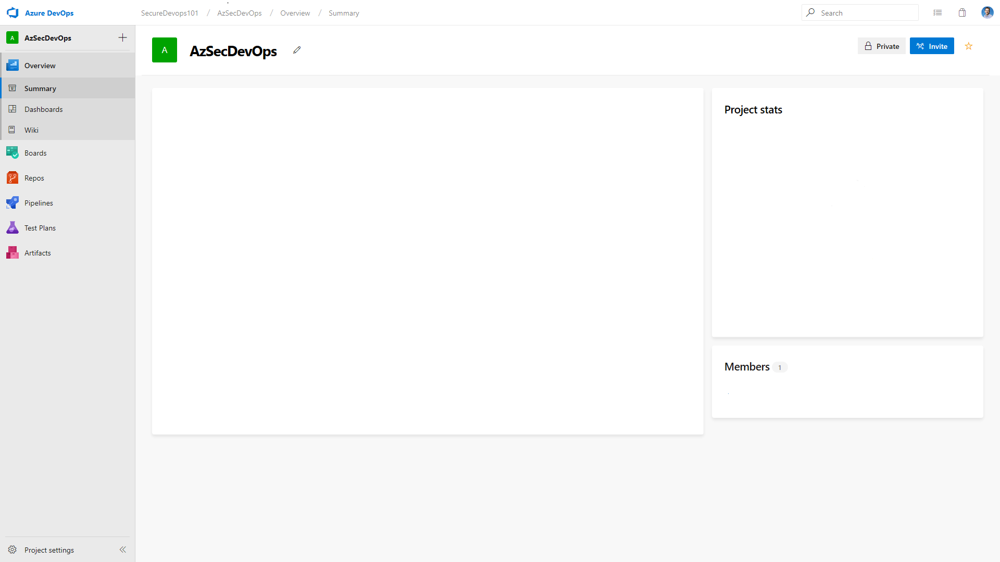 Azure DevOps
SecureDevops101 / AzSecDevOps / Overview / Summary
Search
A AzSecDevOps
Overview
Summary
Dashboards
Wiki
Boards
Repos
Pipelines
Test Plans
Artifacts
Project settings
A AzSecDevOps
Private
Invite
Project stats
Members 1